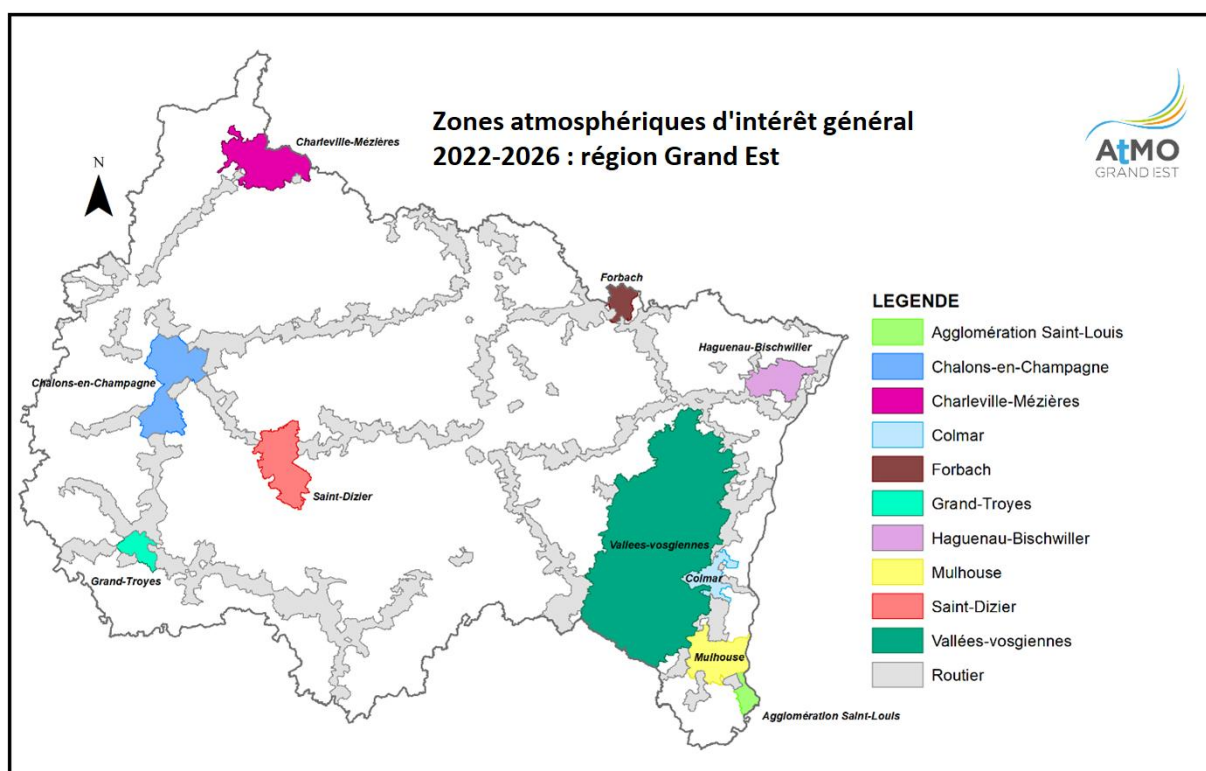 Zones atmosphériques d'intérêt général
2022-2026 : région Grand Est
AtMO
GRAND EST
N
Charleville-Mézières
Forbach
Haguenau-Bischwiller
Chalons-en-Champagne
Saint-Dizier
Vallees-vosgiennes
Colmar
Grand-Troyes
Mulhouse
Agglomération Saint-Louis
LEGENDE
Agglomération Saint-Louis
Chalons-en-Champagne
Charleville-Mézières
Colmar
Forbach
Grand-Troyes
Haguenau-Bischwiller
Mulhouse
Saint-Dizier
Vallées-vosgiennes
Routier